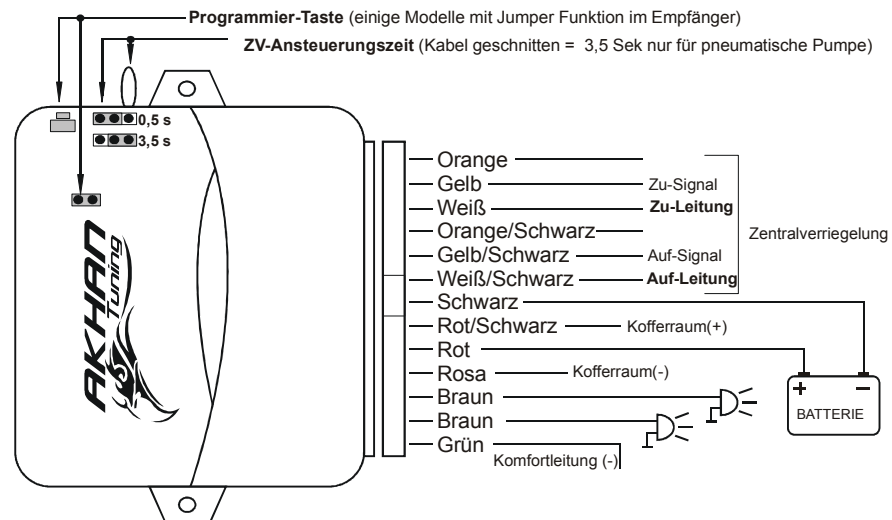 Programmier-Taste (einige Modelle mit Jumper Funktion im Empfänger)
ZV-Ansteuerungszeit (Kabel geschnitten = 3,5 Sek nur für pneumatische Pumpe)
0,5 s
3,5 s
AKHAN
Tuning
Orange
Gelb
Zu-Signal
Weiß
Zu-Leitung
Orange/Schwarz
Zentralverriegelung
Gelb/Schwarz
Auf-Signal
Weiß/Schwarz
Auf-Leitung
Schwarz
Rot/Schwarz
Kofferraum(+)
Rot
Rosa
Kofferraum(-)
+ −
Braun
BATTERIE
Braun
Grün
Komfortleitung (-)